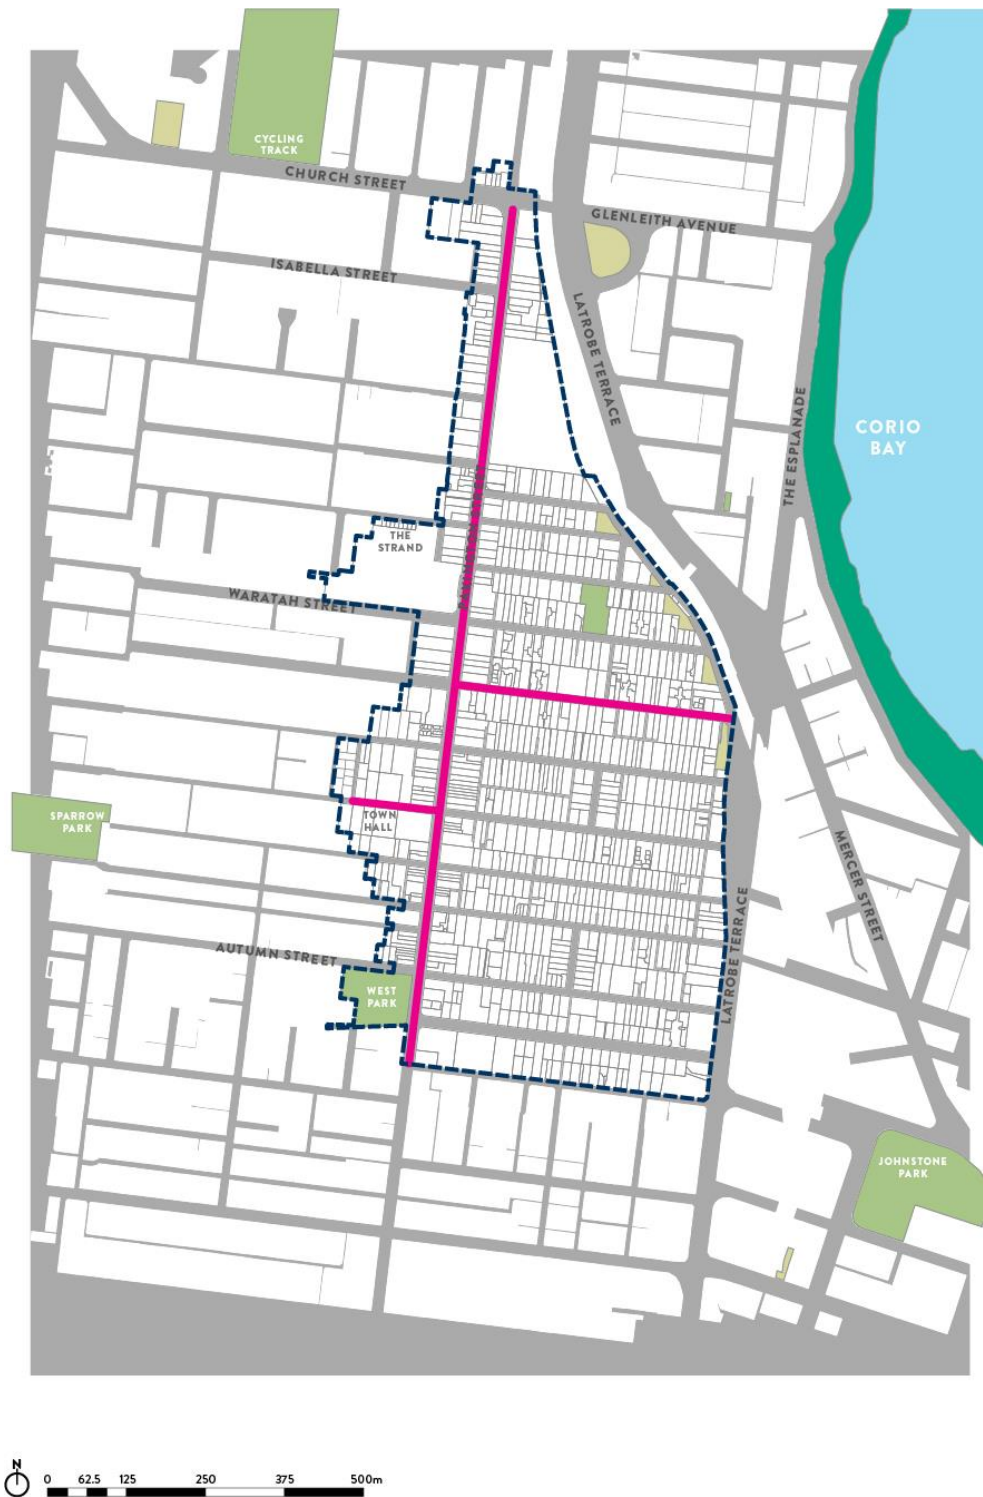 CYCLING
TRACK
CHURCH STREET
GLENLEITH AVENUE
ISABELLA STREET
LATROBE TERRACE
THE ESPLANADE
CORIO
BAY
THE
STRAND
WARATAH STREET
SPARROW
PARK
TOWN
HALL
MERCER STREET
LATROBE TERRACE
AUTUMN STREET
WEST
PARK
JOHNSTONE
PARK
N
0 62.5 125 250 375 500m